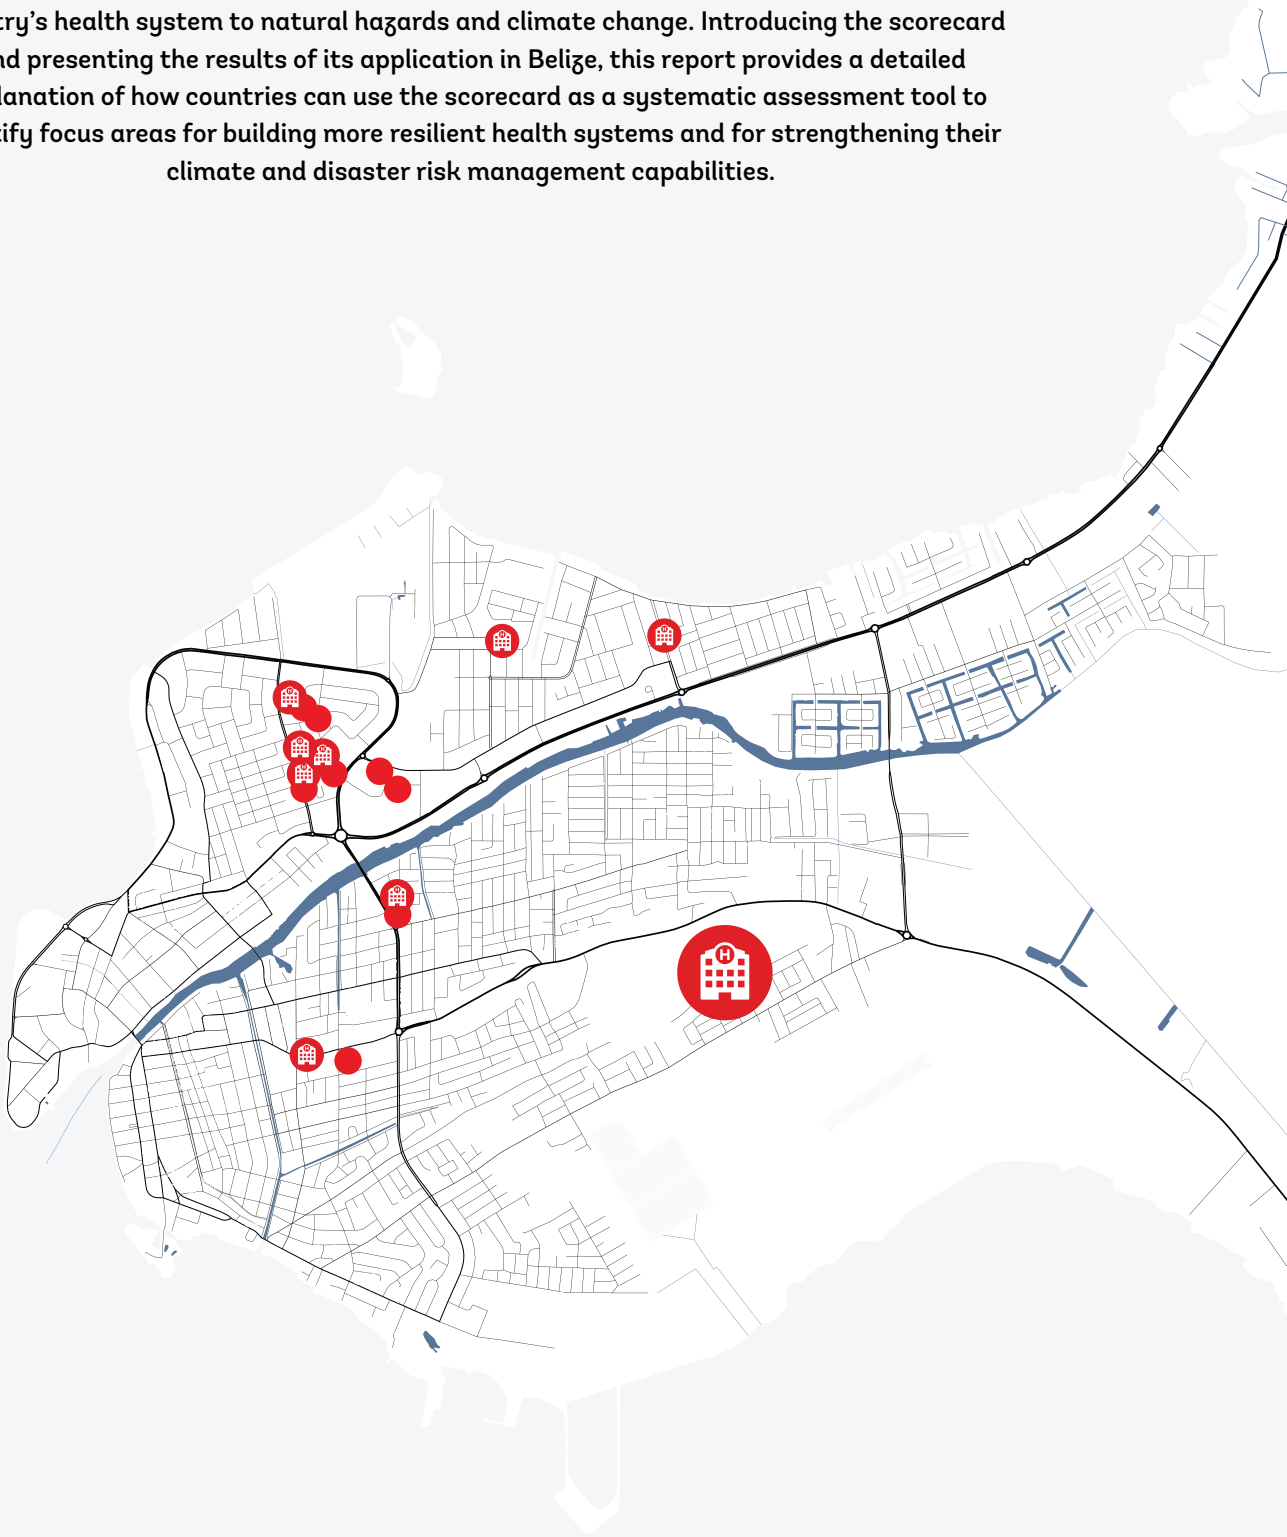 try's health system to natural hazards and climate change. Introducing the scorecard
nd presenting the results of its application in Belize, this report provides a detailed
lanation of how countries can use the scorecard as a systematic assessment tool to
ify focus areas for building more resilient health systems and for strengthening their
climate and disaster risk management capabilities.
H
H
H
H
H
H
H
H
H